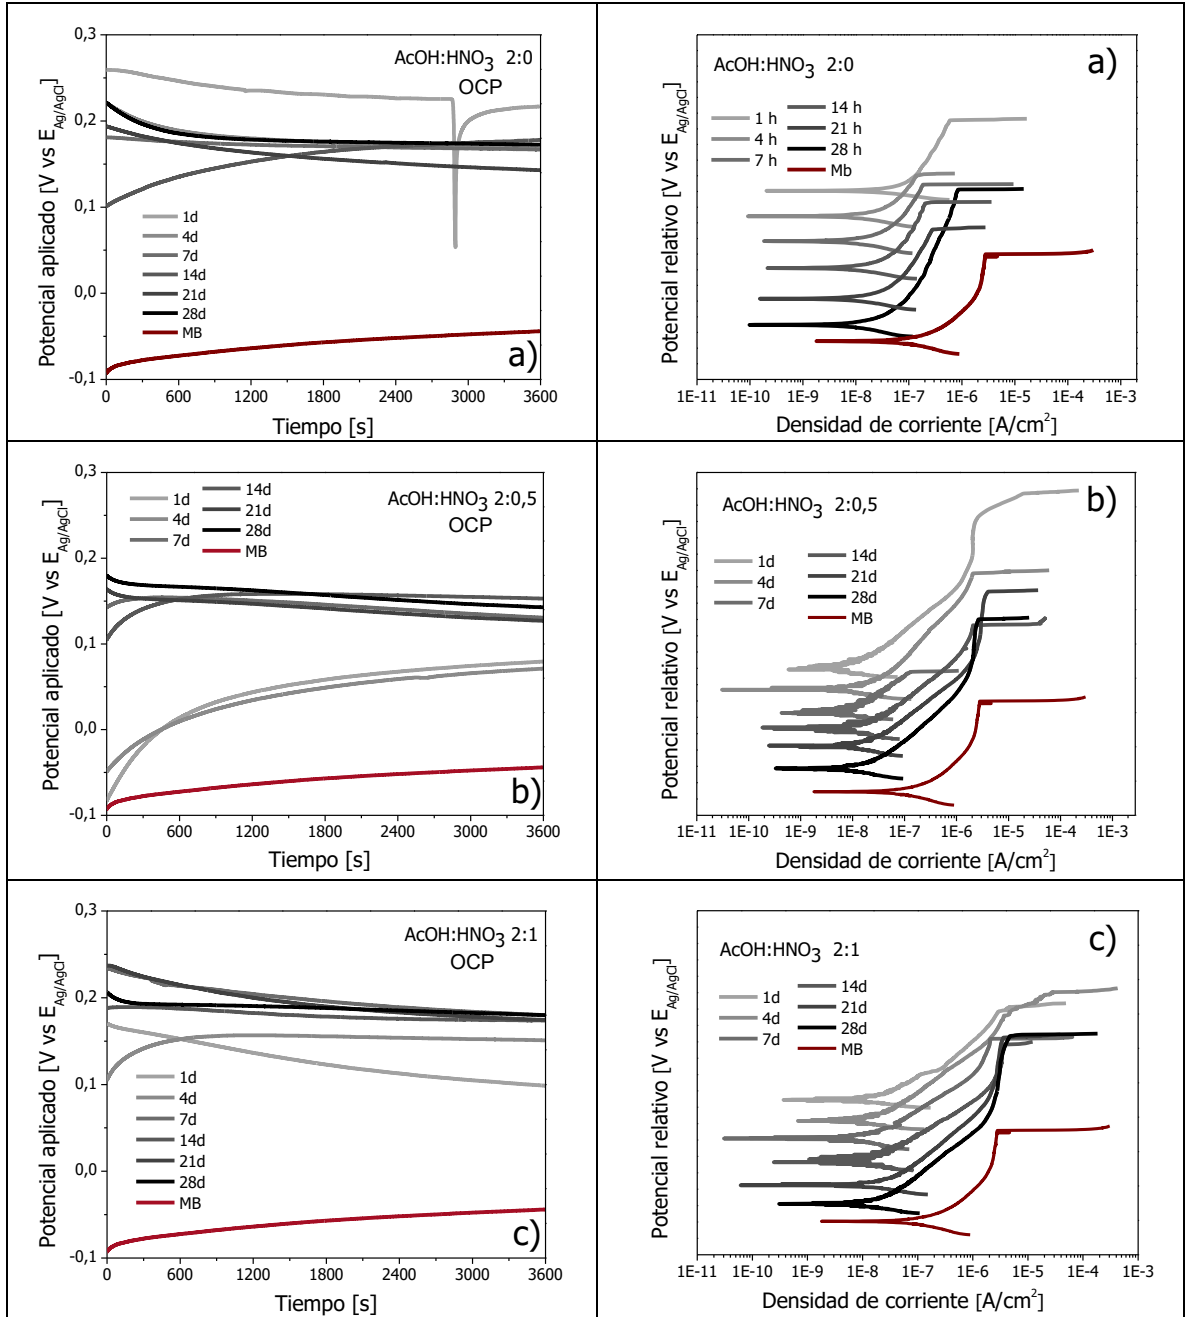 0,3
0,2
0,1
0,0
-0,1
Potencial aplicado [V vs E Ag/AgCl]
AcOH:HNO3 2:0
OCP
1d
4d
7d
14d
21d
28d
MB
a)
0 600 1200 1800 2400 3000 3600
Tiempo [s]
Potencial relativo [V vs E Ag/AgCl]
AcOH:HNO3 2:0
a)
1 h
4 h
7 h
14 h
21 h
28 h
Mb
1E-11 1E-10 1E-9 1E-8 1E-7 1E-6 1E-5 1E-4 1E-3
Densidad de corriente [A/cm2]
0,3
0,2
0,1
0,0
-0,1
Potencial aplicado [V vs E Ag/AgCl]
1d
4d
7d
14d
21d
28d
MB
AcOH:HNO3 2:0,5
OCP
b)
0 600 1200 1800 2400 3000 3600
Tiempo [s]
Potencial relativo [V vs E Ag/AgCl]
AcOH:HNO3 2:0,5
b)
1d
4d
7d
14d
21d
28d
MB
1E-11 1E-10 1E-9 1E-8 1E-7 1E-6 1E-5 1E-4 1E-3
Densidad de corriente [A/cm2]
0,3
0,2
0,1
0,0
-0,1
Potencial aplicado [V vs E Ag/AgCl]
AcOH:HNO3 2:1
OCP
1d
4d
7d
14d
21d
28d
MB
c)
0 600 1200 1800 2400 3000 3600
Tiempo [s]
Potencial relativo [V vs E Ag/AgCl]
AcOH:HNO3 2:1
c)
1d
4d
7d
14d
21d
28d
MB
1E-11 1E-10 1E-9 1E-8 1E-7 1E-6 1E-5 1E-4 1E-3
Densidad de corriente [A/cm2]